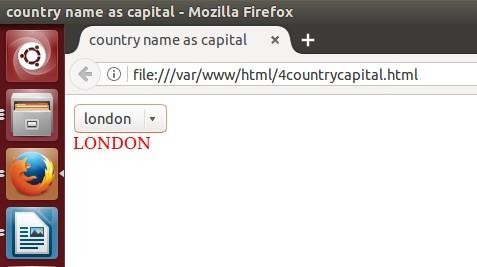 country name as capital - Mozilla Firefox
country name as capital
file:///var/www/html/4countrycapital.html
london
LONDON